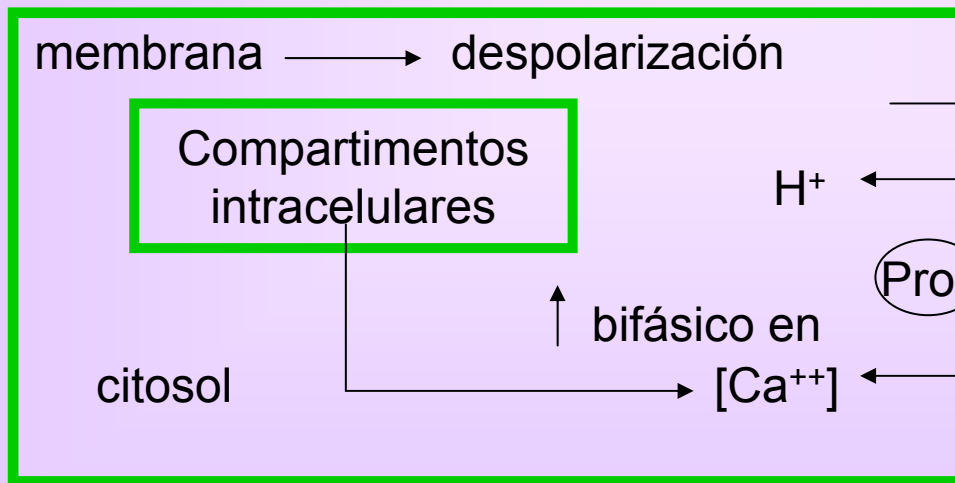 membrana despolarización
Compartimentos
intracelulares
H⁺
Pro
bifásico en
citosol [Ca⁺⁺]